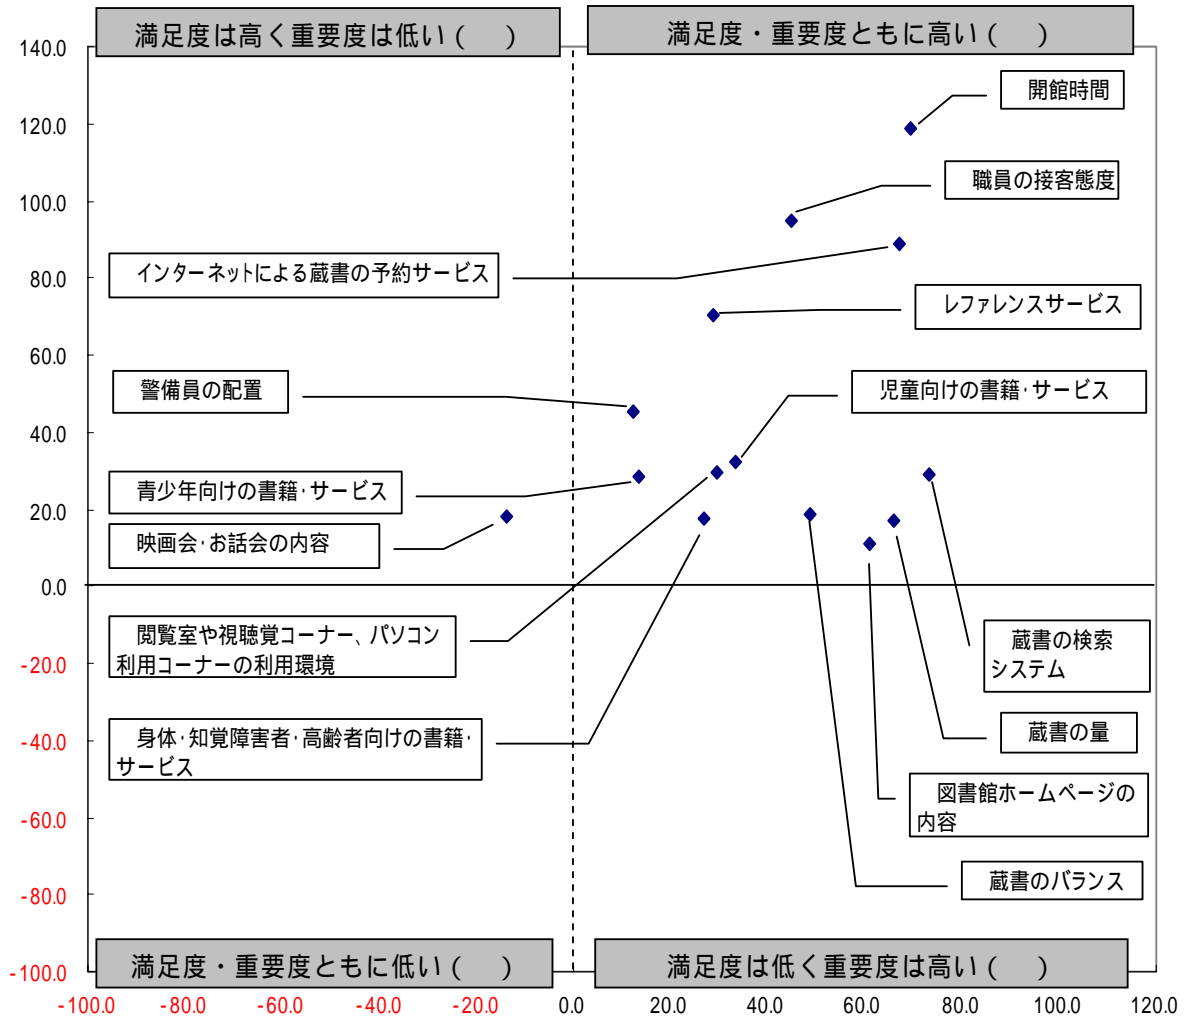 満足度は高く重要度は低い（　）
満足度・重要度ともに高い（　）
140.0
120.0
100.0
80.0
60.0
40.0
20.0
0.0
-20.0
-40.0
-60.0
-80.0
-100.0
開館時間
職員の接客態度
インターネットによる蔵書の予約サービス
レファレンスサービス
警備員の配置
児童向けの書籍・サービス
青少年向けの書籍・サービス
映画会・お話会の内容
閲覧室や視聴覚コーナー、パソコン
利用コーナーの利用環境
蔵書の検索
システム
身体・知覚障害者・高齢者向けの書籍・
サービス
蔵書の量
図書館ホームページの
内容
蔵書のバランス
満足度・重要度ともに低い（　）
満足度は低く重要度は高い（　）
-100.0 -80.0 -60.0 -40.0 -20.0 0.0 20.0 40.0 60.0 80.0 100.0 120.0